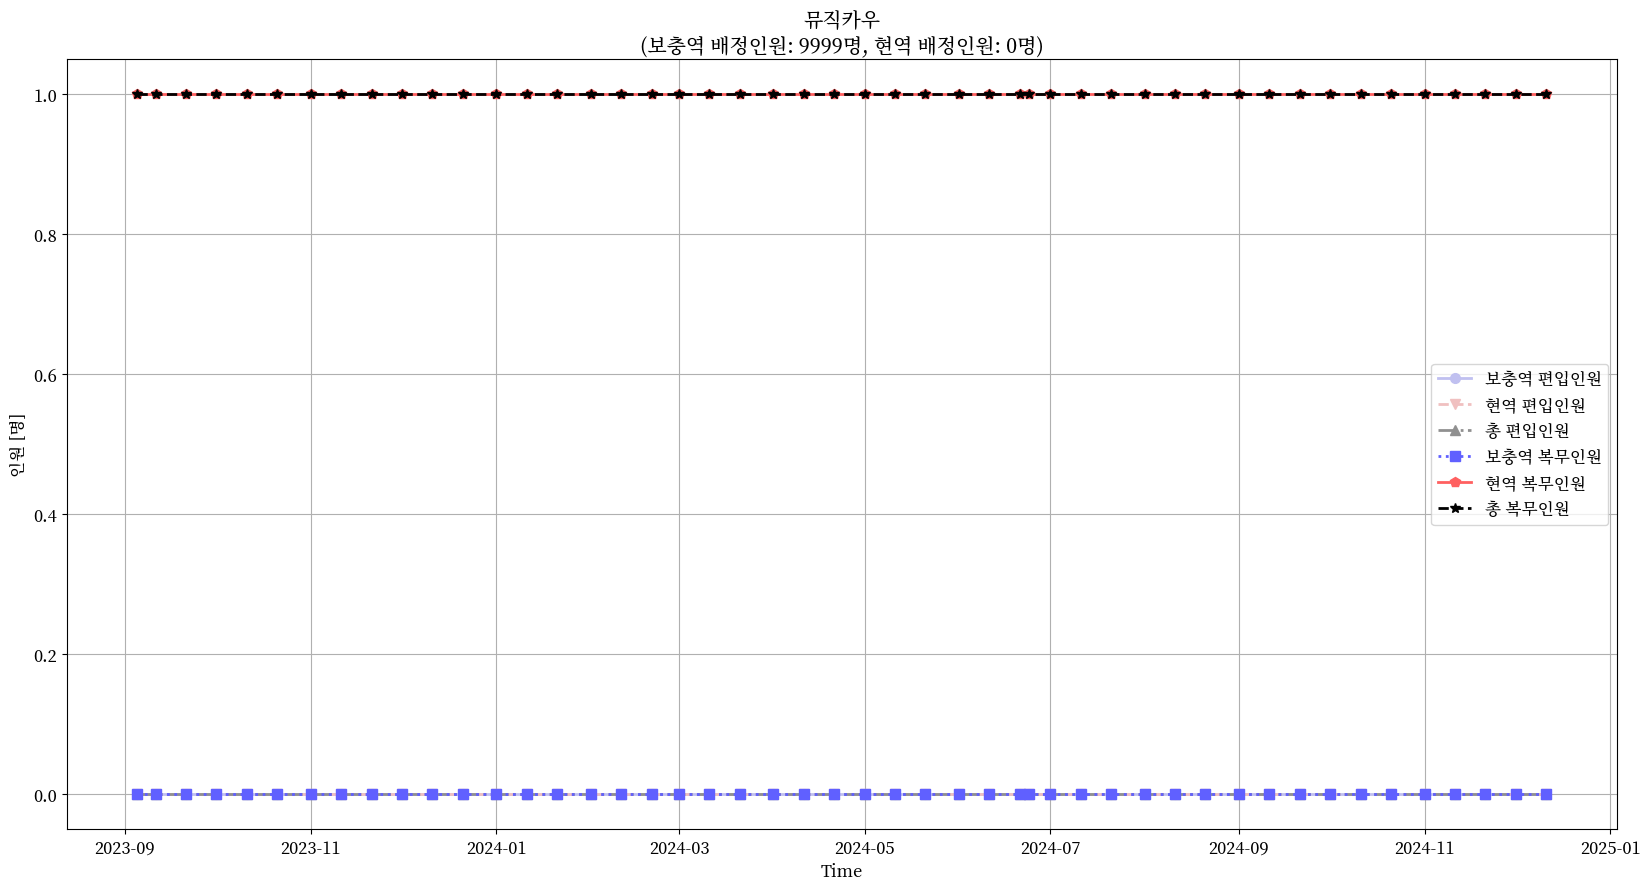 뮤직카우
(보충역 배정인원: 9999명, 현역 배정인원: 0명)
1.0
0.8
0.6
0.4
0.2
0.0
인원 [명]
보충역 편입인원
현역 편입인원
총 편입인원
보충역 복무인원
현역 복무인원
총 복무인원
2023-09
2023-11
2024-01
2024-03
2024-05
2024-07
2024-09
2024-11
2025-01
Time